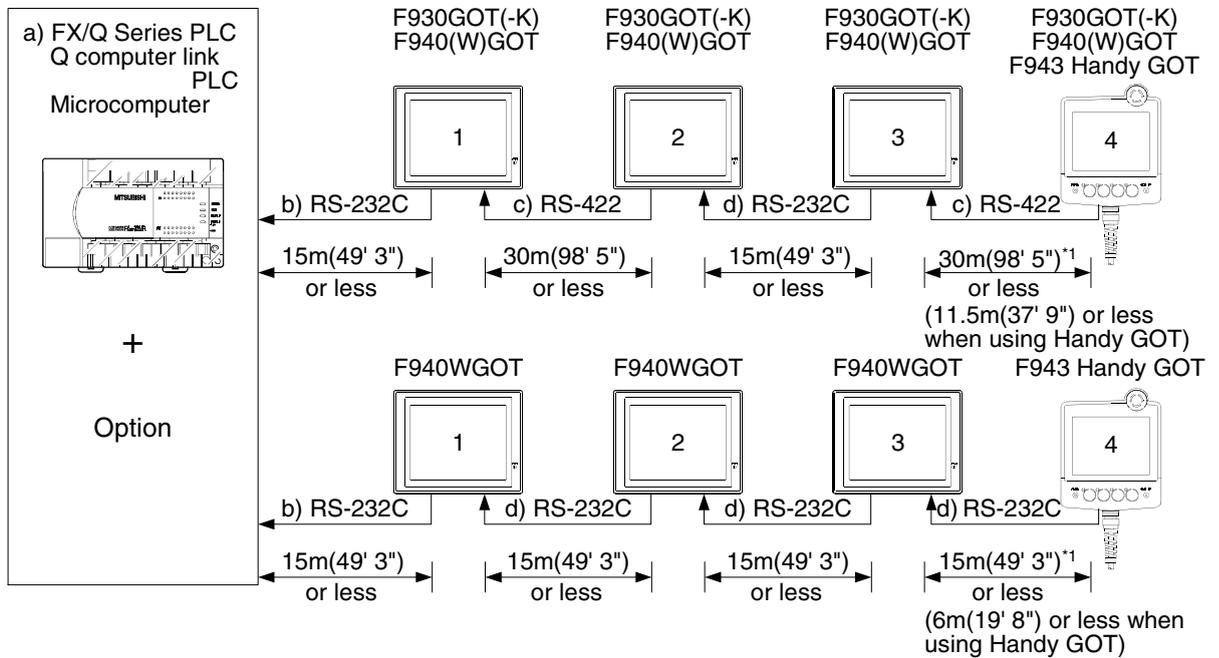 a) FX/Q Series PLC
Q computer link
PLC
Microcomputer
MITSUBISHI
+
Option
F930GOT(-K)
F940(W)GOT
F930GOT(-K)
F940(W)GOT
F930GOT(-K)
F940(W)GOT
F930GOT(-K)
F940(W)GOT
F943 Handy GOT
1
2
3
4
b) RS-232C
c) RS-422
d) RS-232C
c) RS-422
15m(49' 3")
or less
30m(98' 5")
or less
15m(49' 3")
or less
30m(98' 5")*1
or less
(11.5m(37' 9") or less
when using Handy GOT)
F940WGOT
F940WGOT
F940WGOT
F943 Handy GOT
1
2
3
4
b) RS-232C
d) RS-232C
d) RS-232C
d) RS-232C
15m(49' 3")
or less
15m(49' 3")
or less
15m(49' 3")
or less
15m(49' 3")*1
or less
(6m(19' 8") or less when
using Handy GOT)